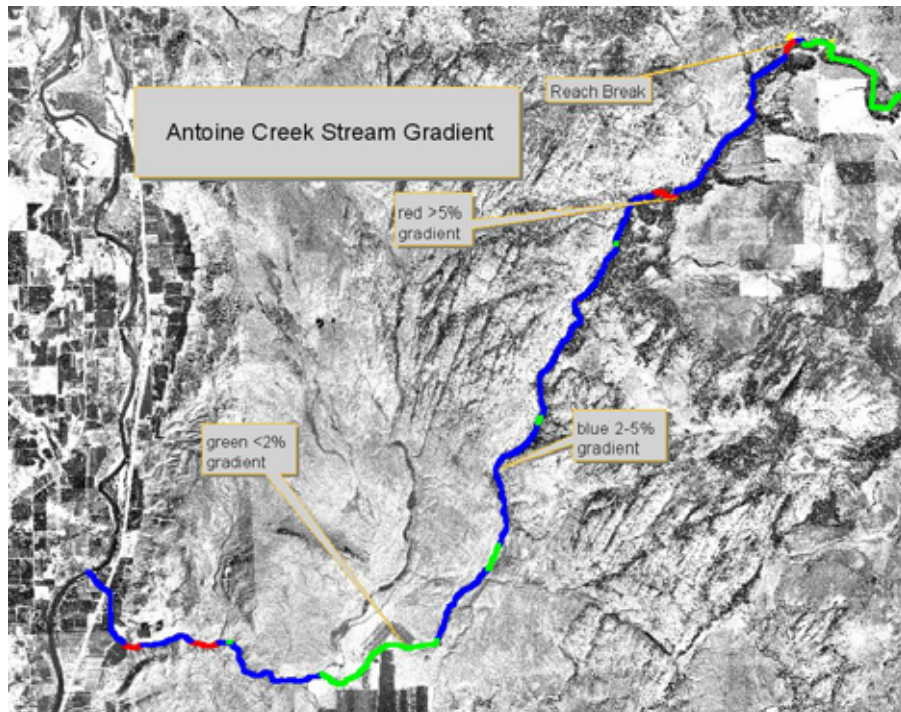 Reach Break
Antoine Creek Stream Gradient
red >5%
gradient
blue 2-5%
gradient
green <2%
gradient